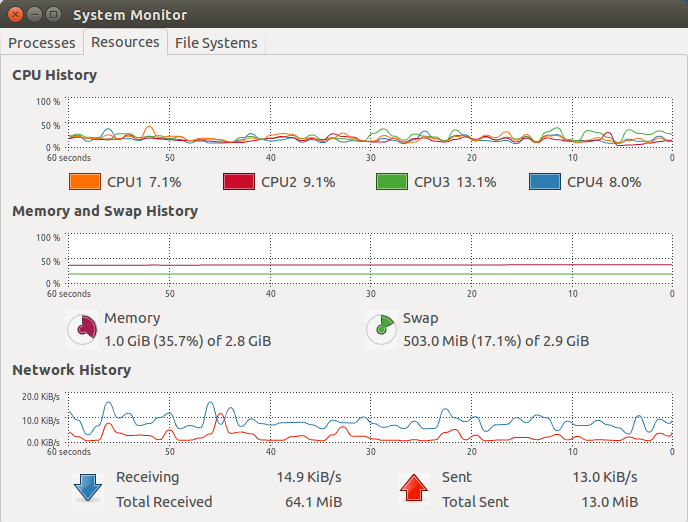 System Monitor
Processes Resources File Systems
CPU History
100 %
50 %
0 %
60 seconds 50 40 30 20 10 0
CPU1 7.1% CPU2 9.1% CPU3 13.1% CPU4 8.0%
Memory and Swap History
100 %
50 %
0 %
60 seconds 50 40 30 20 10 0
Memory Swap
1.0 GiB (35.7%) of 2.8 GiB 503.0 MiB (17.1%) of 2.9 GiB
Network History
20.0 KiB/s
10.0 KiB/s
0.0 KiB/s
60 seconds 50 40 30 20 10 0
Receiving 14.9 KiB/s Sent 13.0 KiB/s
Total Received 64.1 MiB Total Sent 13.0 MiB